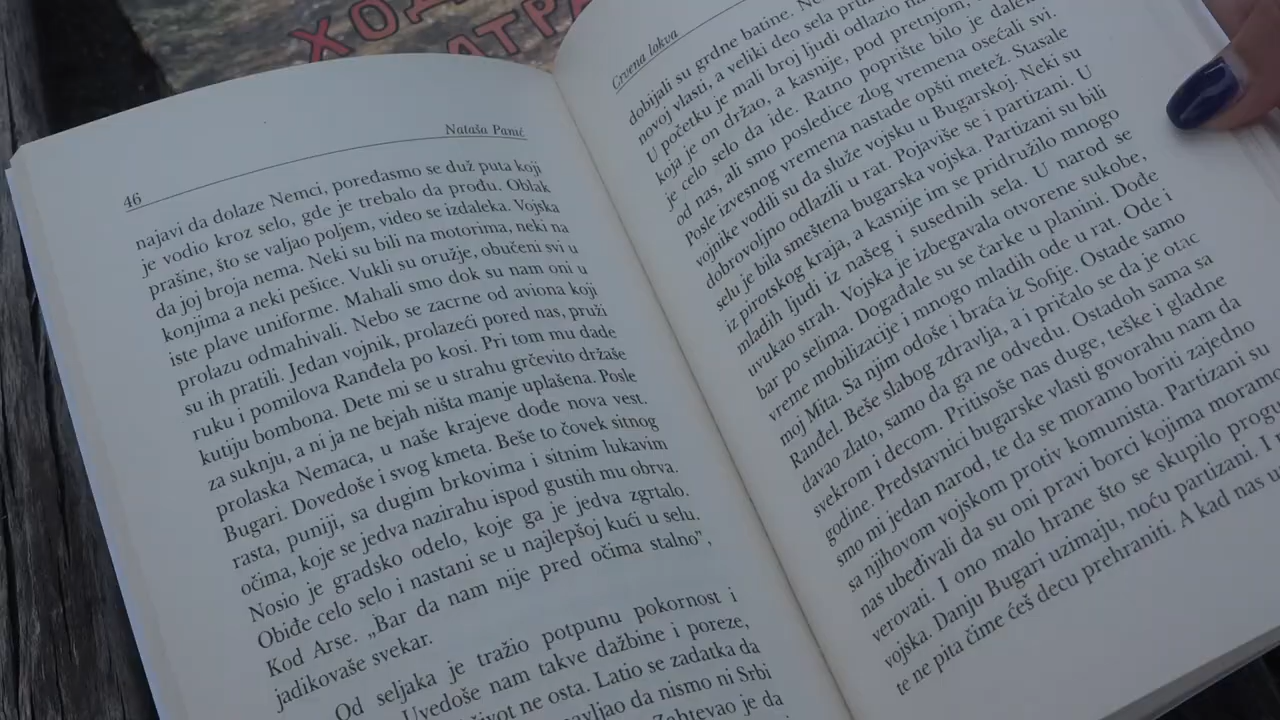 ХОД
АТРА
46
Nataša Panić
najavi da dolaze Nemci, poređasmo se duž puta koji
je vodio kroz selo, gde je trebalo da prođu. Oblak
prašine, što se valjao poljem, video se izdaleka. Vojska
da joj broja nema. Neki su bili na motorima, neki na
konjima a neki pešice. Vukli su oružje, obučeni svi u
iste plave uniforme. Mahali smo dok su nam oni u
prolazu odmahivali. Nebo se zacrne od aviona koji
su ih pratili. Jedan vojnik, prolazeći pored nas, pruži
ruku i pomilova Ranđela po kosi. Pri tom mu dade
kutiju bombona. Dete mi se u strahu grčevito držaše
za suknju, a ni ja ne bejah ništa manje uplašena. Posle
prolaska Nemaca, u naše krajeve dođe nova vest.
Bugari. Dovedoše i svog kmeta. Beše to čovek sitnog
rasta, puniji, sa dugim brkovima i sitnim lukavim
očima, koje se jedva nazirahu ispod gustih mu obrva.
Nosio je gradsko odelo, koje ga je jedva zgrtalo.
Obiđe celo selo i nastani se u najlepšoj kući u selu.
Kod Arse. „Bar da nam nije pred očima stalno”,
jadikovaše svekar.
Od seljaka je tražio potpunu pokornost i
Uvedoše nam takve dažbine i poreze,
život ne osta. Latio se zadatka da
da nismo ni Srbi
Zahtevao je da
Crvena lokva
dobijali su grdne batine.
novoj vlasti, a veliki deo sela
U početku je mali broj ljudi odlazio na
koja je on držao, a kasnije, pod pretnjom,
je celo selo da ide. Ratno poprište bilo je
od nas, ali smo posledice zlog vremena osećali svi.
Posle izvesnog vremena nastade opšti metež. Stasale
vojnike vodili su da služe vojsku u Bugarskoj. Neki su
dobrovoljno odlazili u rat. Pojaviše se i partizani. U
selu je bila smeštena bugarska vojska. Partizani su bili
iz pirotskog kraja, a kasnije im se pridružilo mnogo
mladih ljudi iz našeg i susednih sela. U narod se
uvukao strah. Vojska je izbegavala otvorene sukobe,
bar po selima. Događale su se čarke u planini. Dođe
vreme mobilizacije i mnogo mladih ode u rat. Ode i
moj Mita. Sa njim odoše i braća iz Sofije. Ostade samo
Ranđel. Beše slabog zdravlja, a i pričalo se da je otac
davao zlato, samo da ga ne odvedu. Ostadoh sama sa
svekrom i decom. Pritisoše nas duge, teške i gladne
godine. Predstavnici bugarske vlasti govorahu nam da
smo mi jedan narod, te da se moramo boriti zajedno
sa njihovom vojskom protiv komunista. Partizani su
nas ubeđivali da su oni pravi borci kojima moramo
verovati. I ono malo hrane što se skupilo
vojska. Danju Bugari uzimaju, noću partizani. I
te ne pita čime ćeš decu prehraniti. A kad nas